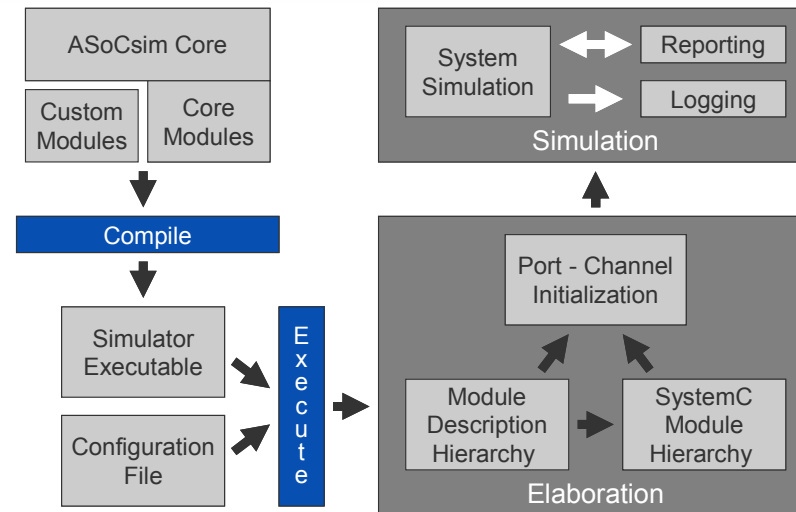 ASoCsim Core
Custom
Modules
Core
Modules
Compile
Simulator
Executable
Configuration
File
Execute
System
Simulation
Reporting
Logging
Simulation
Port - Channel
Initialization
Module
Description
Hierarchy
SystemC
Module
Hierarchy
Elaboration